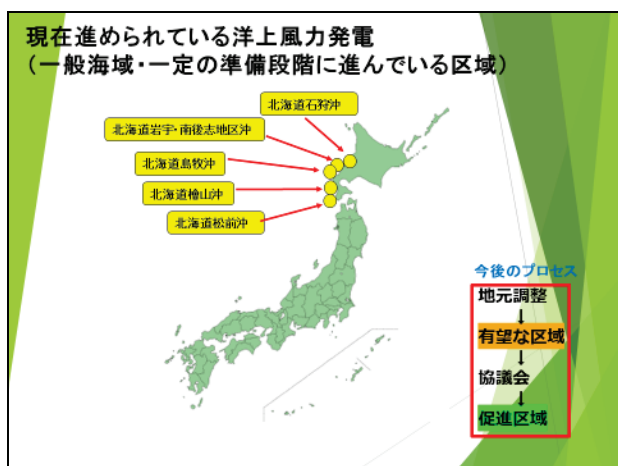 現在進められている洋上風力発電
(一般海域・一定の準備段階に進んでいる区域)
北海道石狩沖
北海道岩宇・南後志地区沖
北海道島牧沖
北海道檜山沖
北海道松前沖
今後のプロセス
地元調整
↓
有望な区域
↓
協議会
↓
促進区域